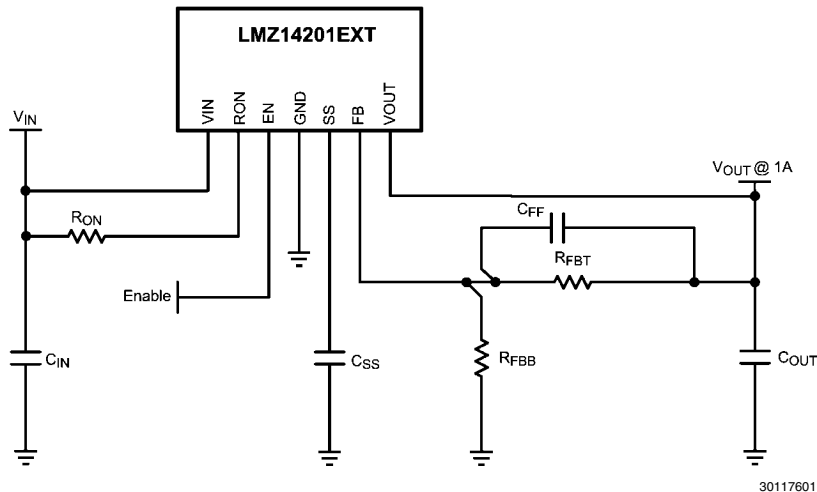 LMZ14201EXT
VIN
RON
EN
GND
SS
FB
VOUT
VIN
VOUT @ 1A
RON
CFF
RFBT
Enable
CIN
CSS
RFBB
COUT
30117601